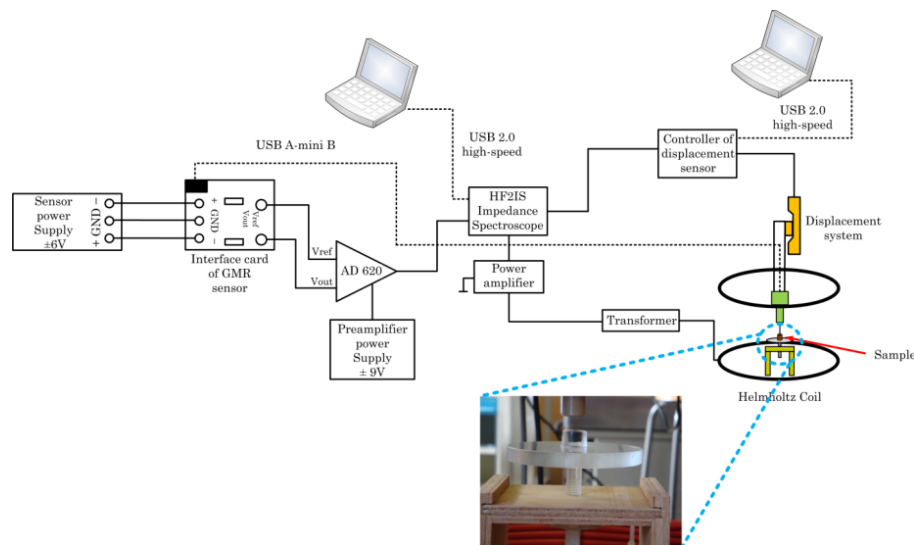 USB 2.0
high-speed
USB 2.0
high-speed
USB A-mini B
Controller of
displacement
sensor
Sensor
power
Supply
±6V
−
GND
+
+
GND
−
Vref
Vout
Interface card
of GMR
sensor
Vref
Vout
AD 620
HF2IS
Impedance
Spectroscope
Displacement
system
Power
amplifier
Preamplifier
power
Supply
± 9V
Transformer
Sample
Helmholtz Coil